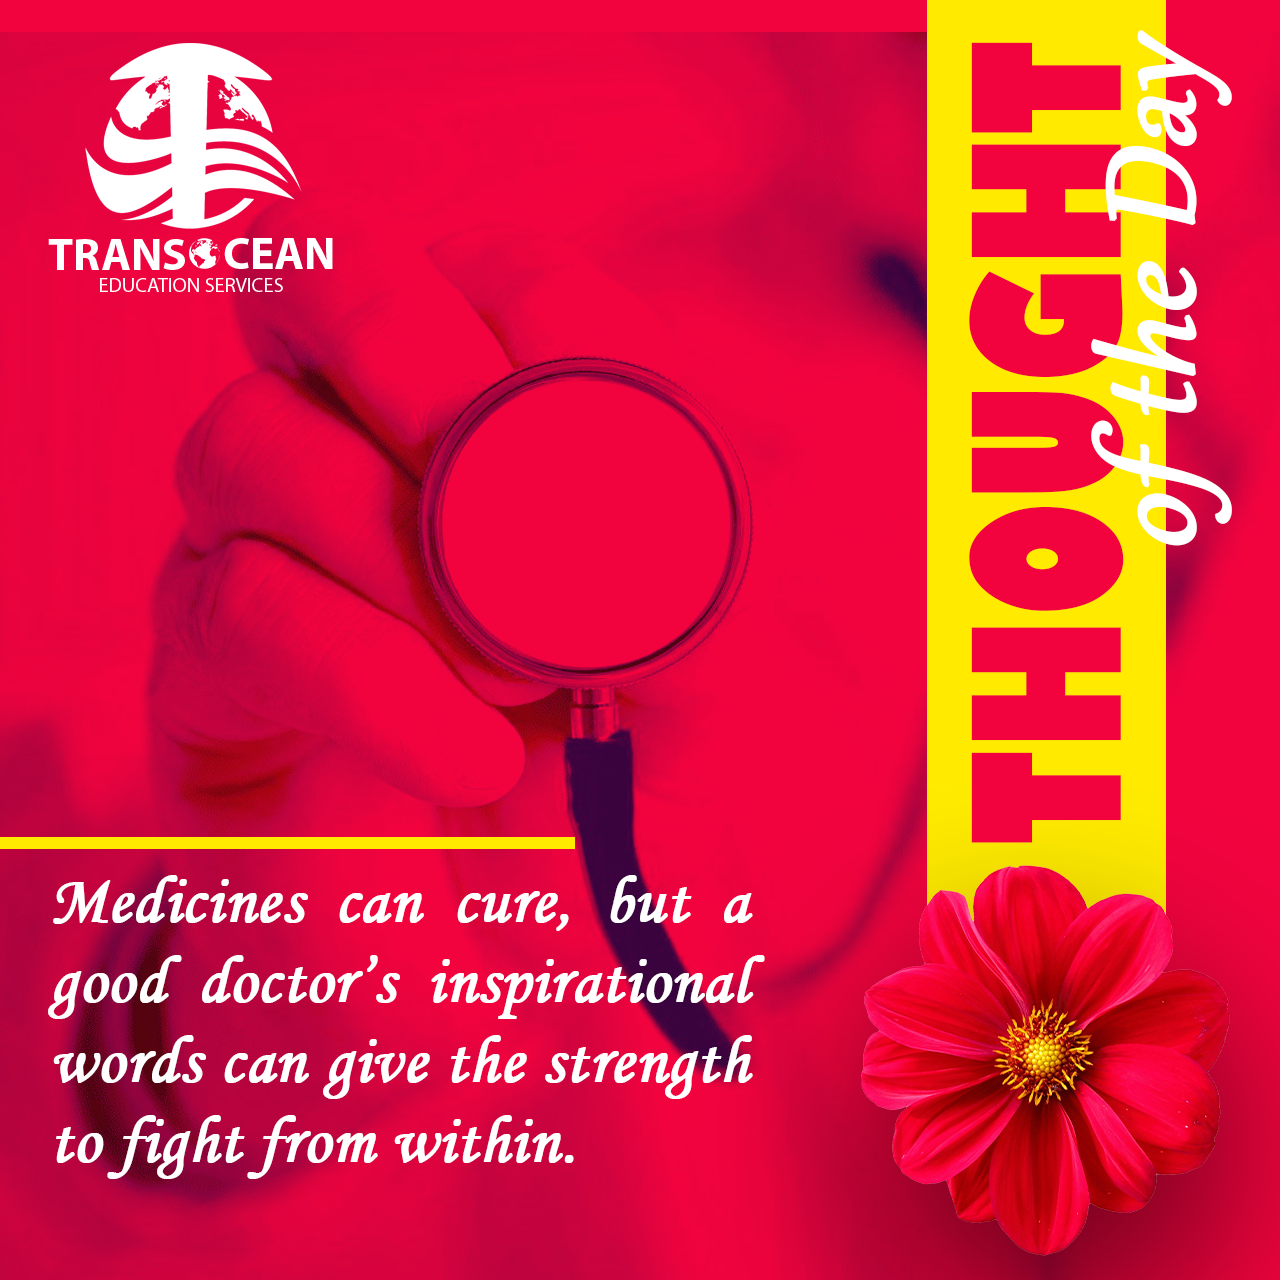 TRANSOCEAN
EDUCATION SERVICES
THOUGHT
of the Day
Medicines can cure, but a
good doctor’s inspirational
words can give the strength
to fight from within.